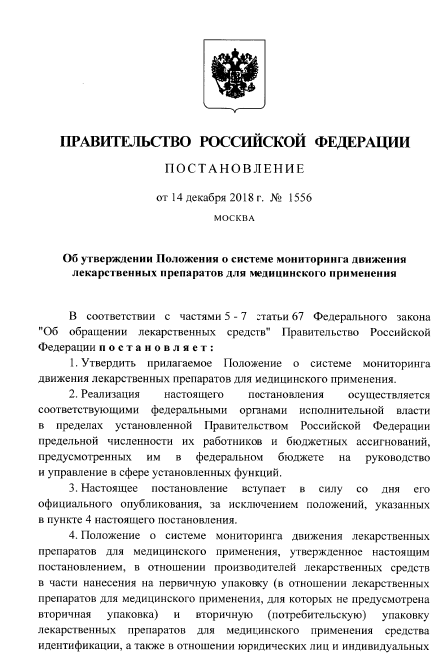 ПРАВИТЕЛЬСТВО РОССИЙСКОЙ ФЕДЕРАЦИИ
ПОСТАНОВЛЕНИЕ
от 14 декабря 2018 г. № 1556
МОСКВА
Об утверждении Положения о системе мониторинга движения
лекарственных препаратов для медицинского применения
В соответствии с частями 5 - 7 статьи 67 Федерального закона
"Об обращении лекарственных средств" Правительство Российской
Федерации постановляет:
1. Утвердить прилагаемое Положение о системе мониторинга
движения лекарственных препаратов для медицинского применения.
2. Реализация настоящего постановления осуществляется
соответствующими федеральными органами исполнительной власти
в пределах установленной Правительством Российской Федерации
предельной численности их работников и бюджетных ассигнований,
предусмотренных им в федеральном бюджете на руководство
и управление в сфере установленных функций.
3. Настоящее постановление вступает в силу со дня его
официального опубликования, за исключением положений, указанных
в пункте 4 настоящего постановления.
4. Положение о системе мониторинга движения лекарственных
препаратов для медицинского применения, утвержденное настоящим
постановлением, в отношении производителей лекарственных средств
в части нанесения на первичную упаковку (в отношении лекарственных
препаратов для медицинского применения, для которых не предусмотрена
вторичная упаковка) и вторичную (потребительскую) упаковку
лекарственных препаратов для медицинского применения средства
идентификации, а также в отношении юридических лиц и индивидуальных